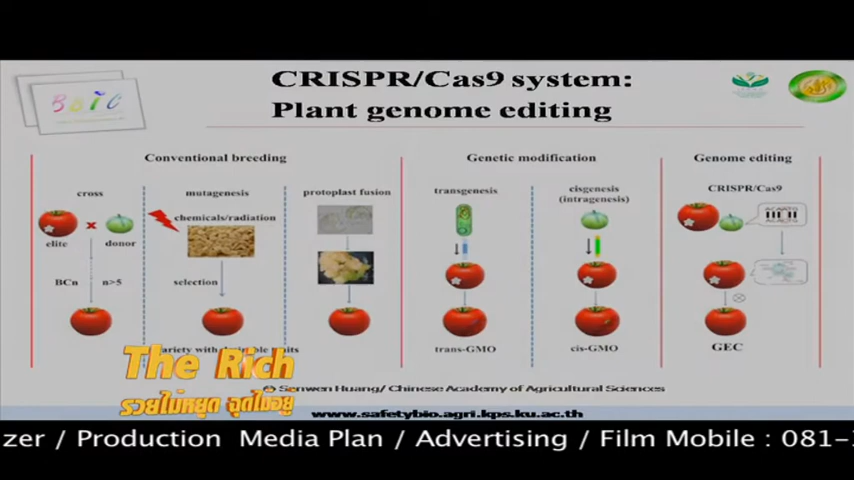 BSIC
CRISPR/Cas9 system:
Plant genome editing
Conventional breeding
Genetic modification
Genome editing
cross
mutagenesis
protoplast fusion
transgenesis
cisgenesis
(intragenesis)
CRISPR/Cas9
chemicals/radiation
elite
donor
BCn
n>5
selection
trans-GMO
cis-GMO
GEC
The Rich
รวยไม่หยุด ฉุดไม่อยู่
© Sanwen Huang/ Chinese Academy of Agricultural Sciences
www.safetybio.agri.kps.ku.ac.th
zer / Production Media Plan / Advertising / Film Mobile : 081-